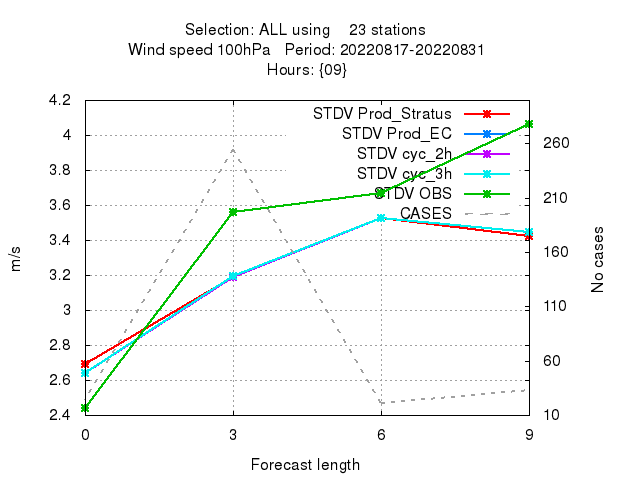 Selection: ALL using 23 stations
Wind speed 100hPa Period: 20220817-20220831
Hours: {09}
STDV Prod_Stratus
STDV Prod_EC
STDV cyc_2h
STDV cyc_3h
STDV OBS
CASES
4.2
4
3.8
3.6
3.4
3.2
3
2.8
2.6
2.4
m/s
260
210
160
110
60
10
No cases
0 3 6 9
Forecast length